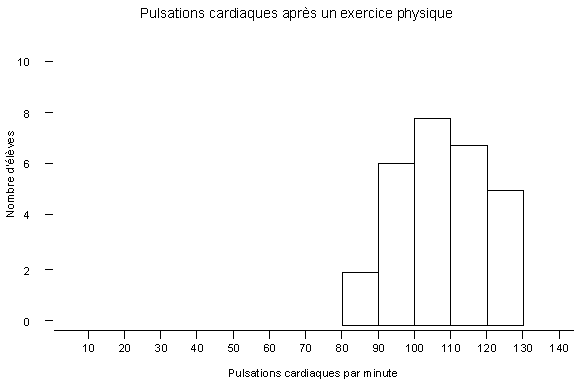 Pulsations cardiaques après un exercice physique
10
8
6
4
2
0
Nombre d'élèves
10 20 30 40 50 60 70 80 90 100 110 120 130 140
Pulsations cardiaques par minute